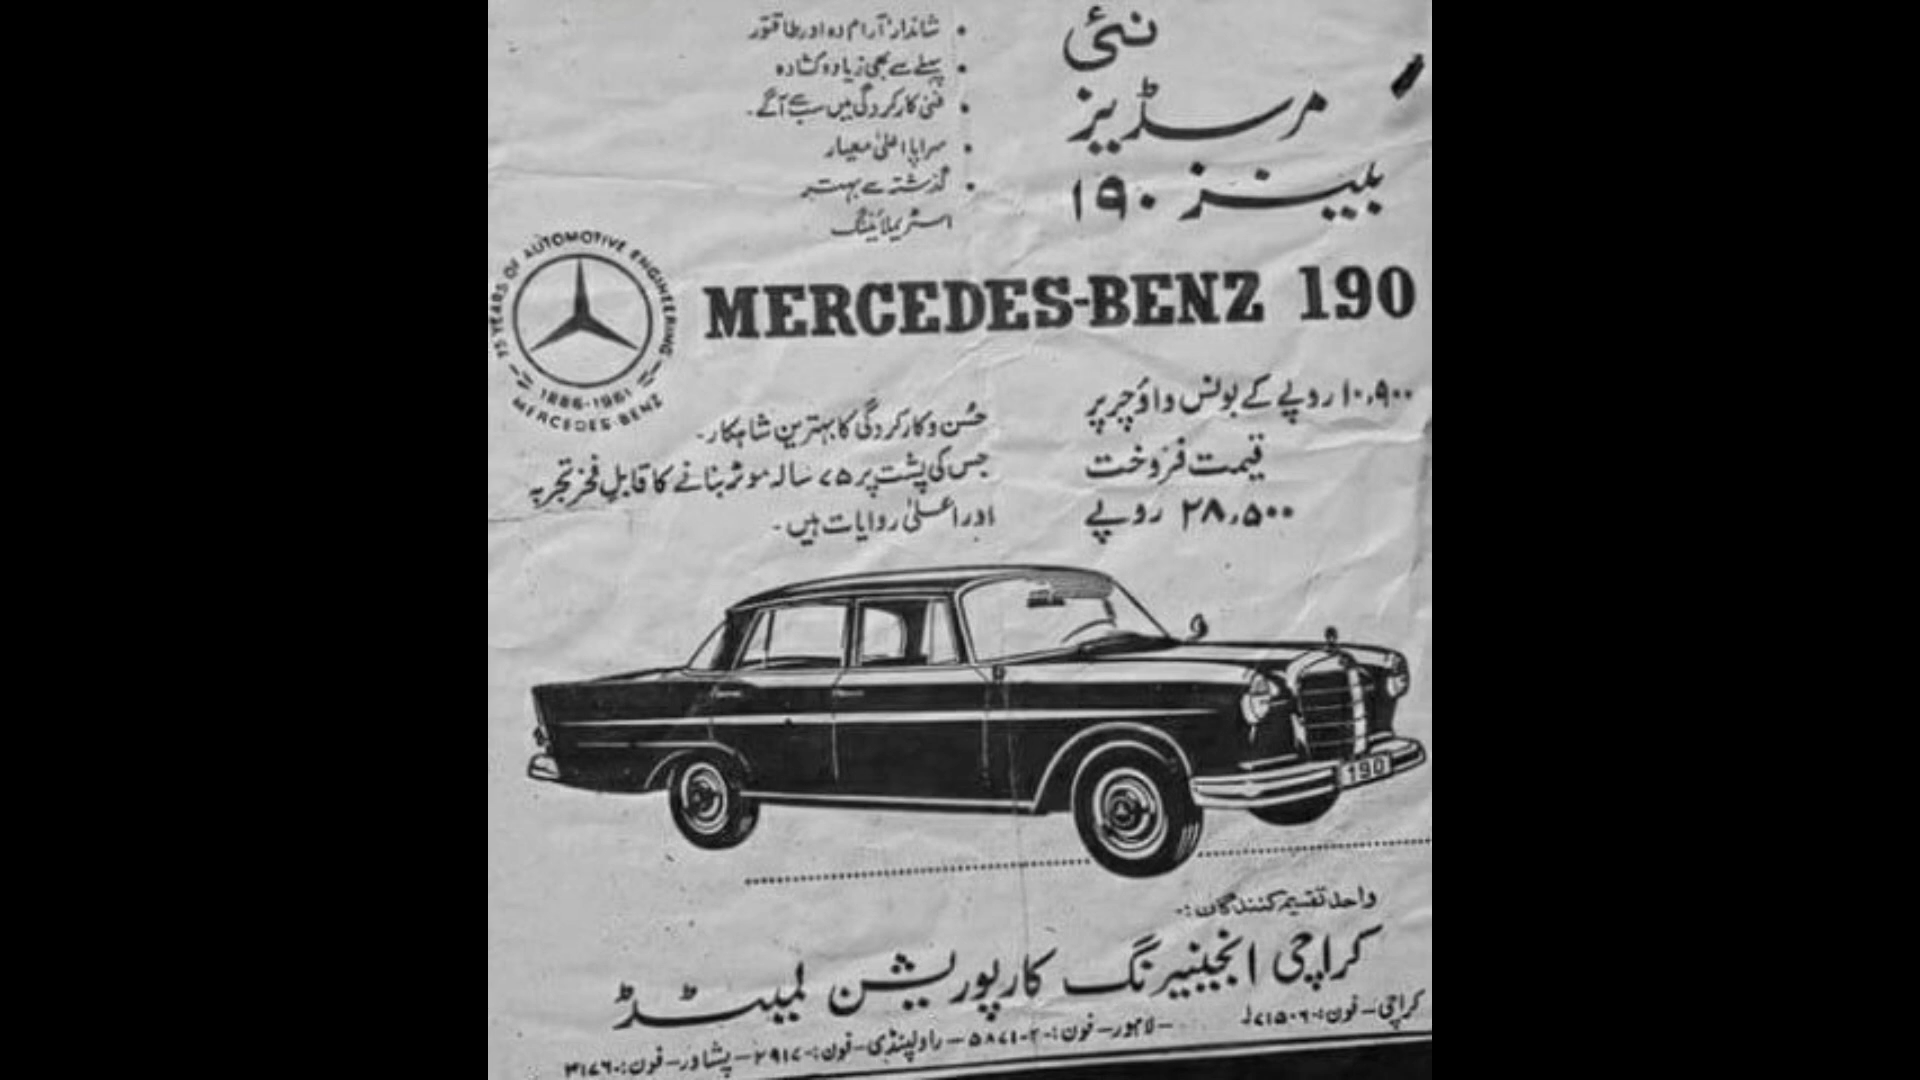 نئی
مرسڈیز
بلینز ۱۹۰
• شاندار آرام دہ اور طاقتور
• پہلے سے بھی زیادہ کشادہ
• فنی کارکردگی میں سب سے آگے۔
• سراپا اعلیٰ معیار
• گذشتہ سے بہتر
اسٹریملائیننگ
75 YEARS OF AUTOMOTIVE ENGINEERING
1886-1961
MERCEDES-BENZ
MERCEDES-BENZ 190
۱۰,۹۰۰ روپے کے بونس واؤچر پر
قیمت فروخت
۲۸,۵۰۰ روپے
حُسن و کارکردگی کا بہترین شاہکار۔
جس کی پشت پر ۷۵ سالہ موٹر بنانے کا قابلِ فخر تجربہ
اور اعلیٰ روایات ہیں۔
190
واحد تقسیم کنندگان:-
کراچی انجینیرنگ کارپوریشن لمیٹڈ
کراچی – فون:-
– لاہور – فون:- – راولپنڈی – فون:- – پشاور – فون:-